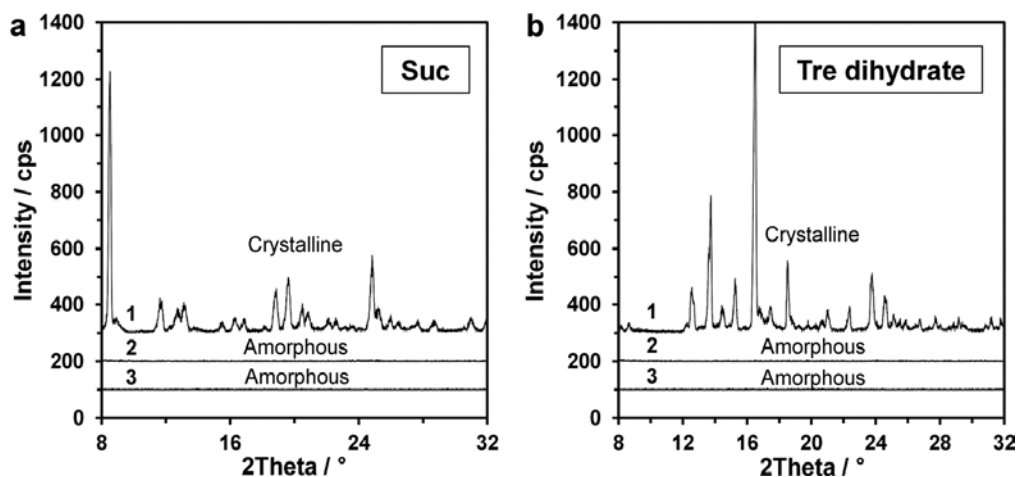 a
Suc
Intensity / cps
1400
1200
1000
800
600
400
200
0
Crystalline
1
2
Amorphous
3
Amorphous
8
16
24
32
2Theta / °
b
Tre dihydrate
Intensity / cps
1400
1200
1000
800
600
400
200
0
Crystalline
1
2
Amorphous
3
Amorphous
8
12
16
20
24
28
32
2Theta / °